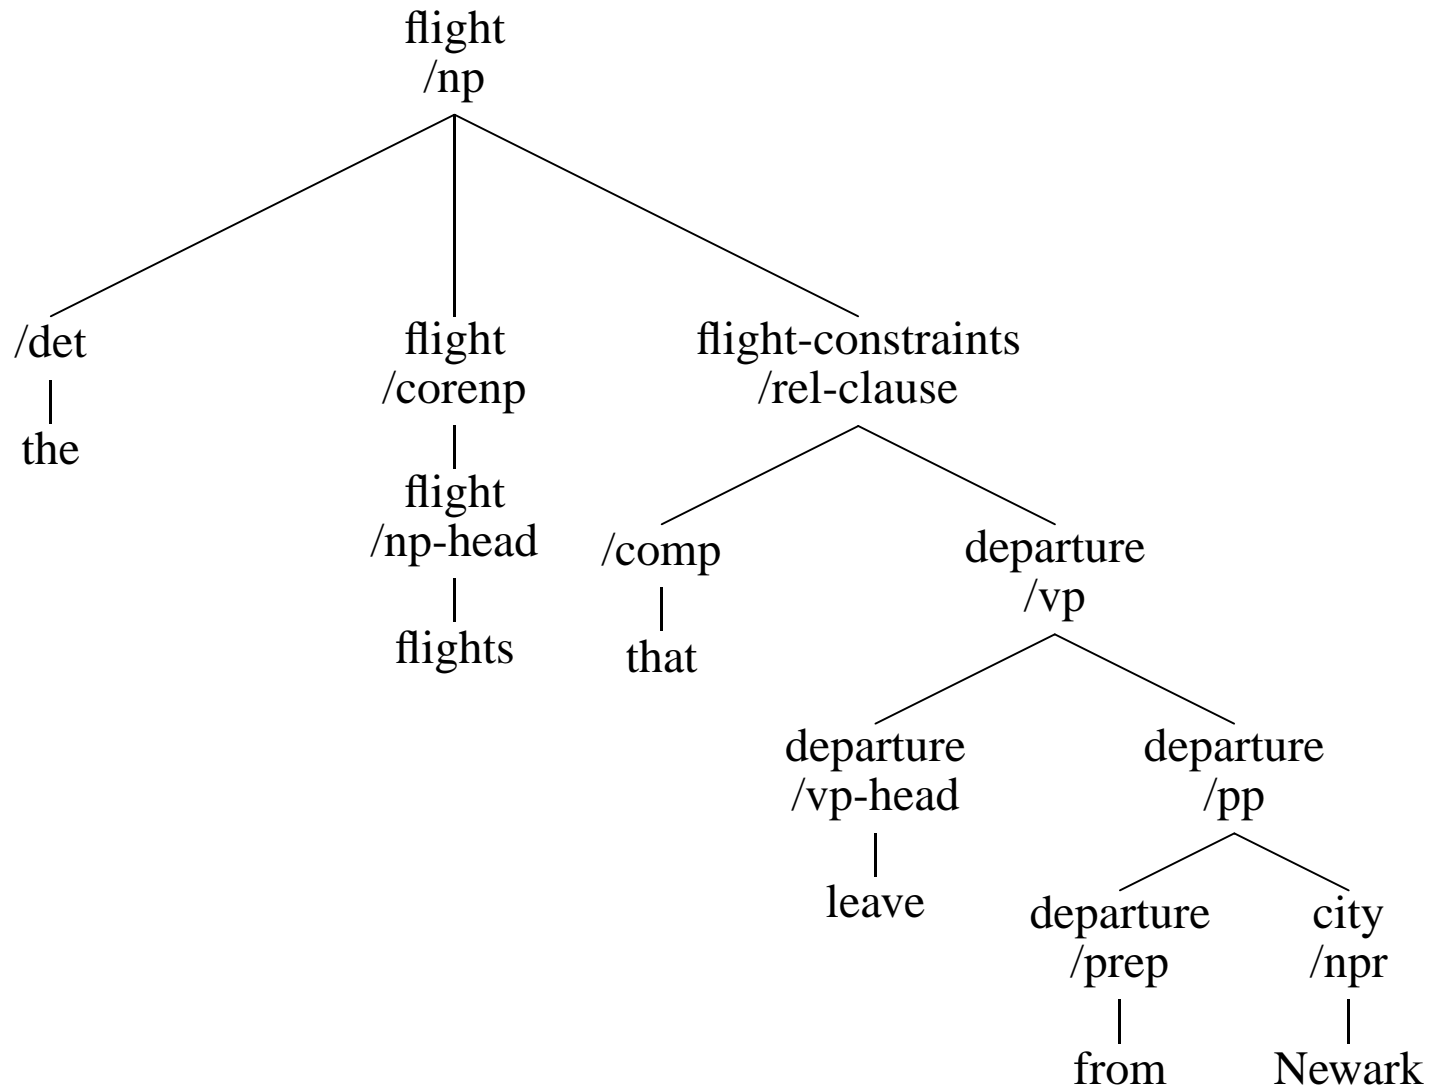 flight
/np
/det
the
flight
/corenp
flight
/np-head
flights
flight-constraints
/rel-clause
/comp
that
departure
/vp
departure
/vp-head
leave
departure
/pp
departure
/prep
from
city
/npr
Newark